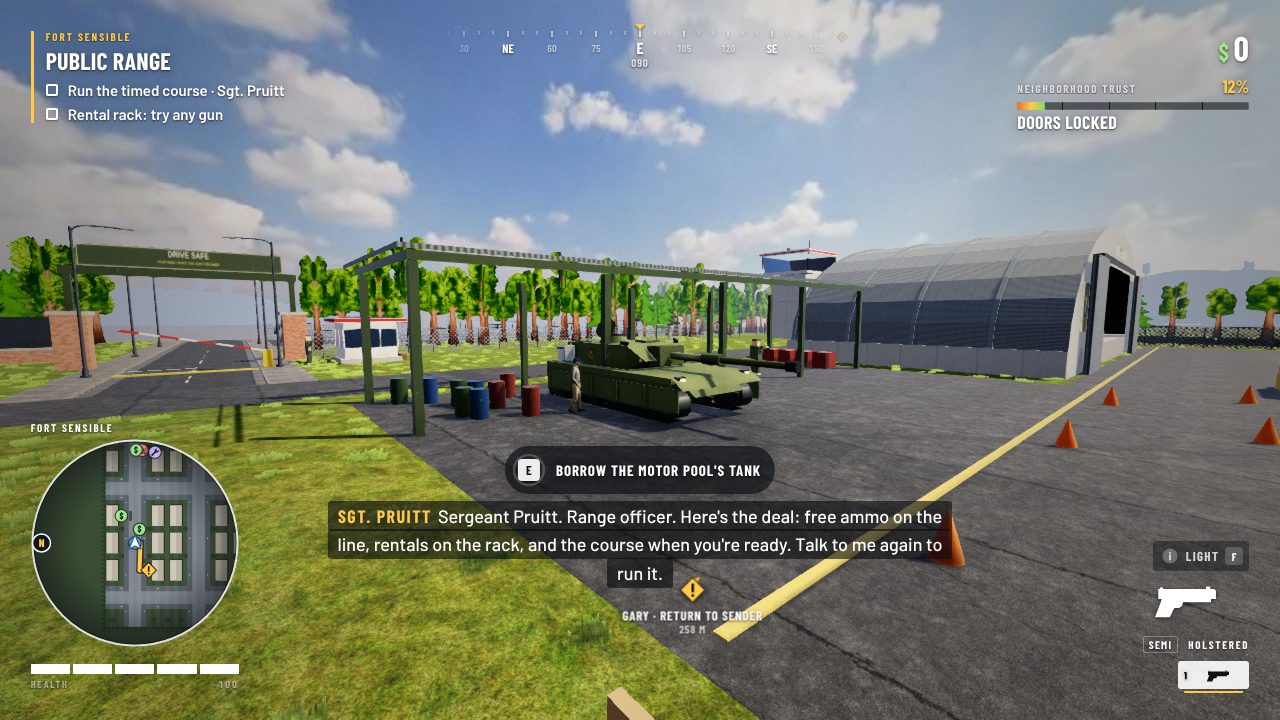 FORT SENSIBLE
PUBLIC RANGE
Run the timed course · Sgt. Pruitt
Rental rack: try any gun
30 NE 60 75 E 105 120 SE 150
090
$0
NEIGHBORHOOD TRUST 12%
DOORS LOCKED
DRIVE SAFE
FORT SENSIBLE
N
HEALTH 100
E BORROW THE MOTOR POOL'S TANK
SGT. PRUITT Sergeant Pruitt. Range officer. Here's the deal: free ammo on the
line, rentals on the rack, and the course when you're ready. Talk to me again to
run it.
GARY · RETURN TO SENDER
258 M
LIGHT F
SEMI HOLSTERED
1